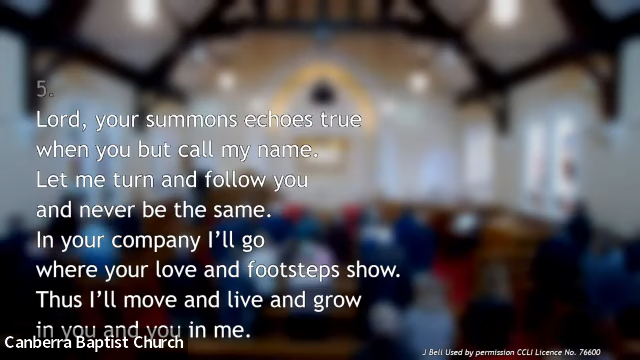 5.
Lord, your summons echoes true
when you but call my name.
Let me turn and follow you
and never be the same.
In your company I’ll go
where your love and footsteps show.
Thus I’ll move and live and grow
in you and you in me.
Canberra Baptist Church
J Bell Used by permission CCLI Licence No. 76600